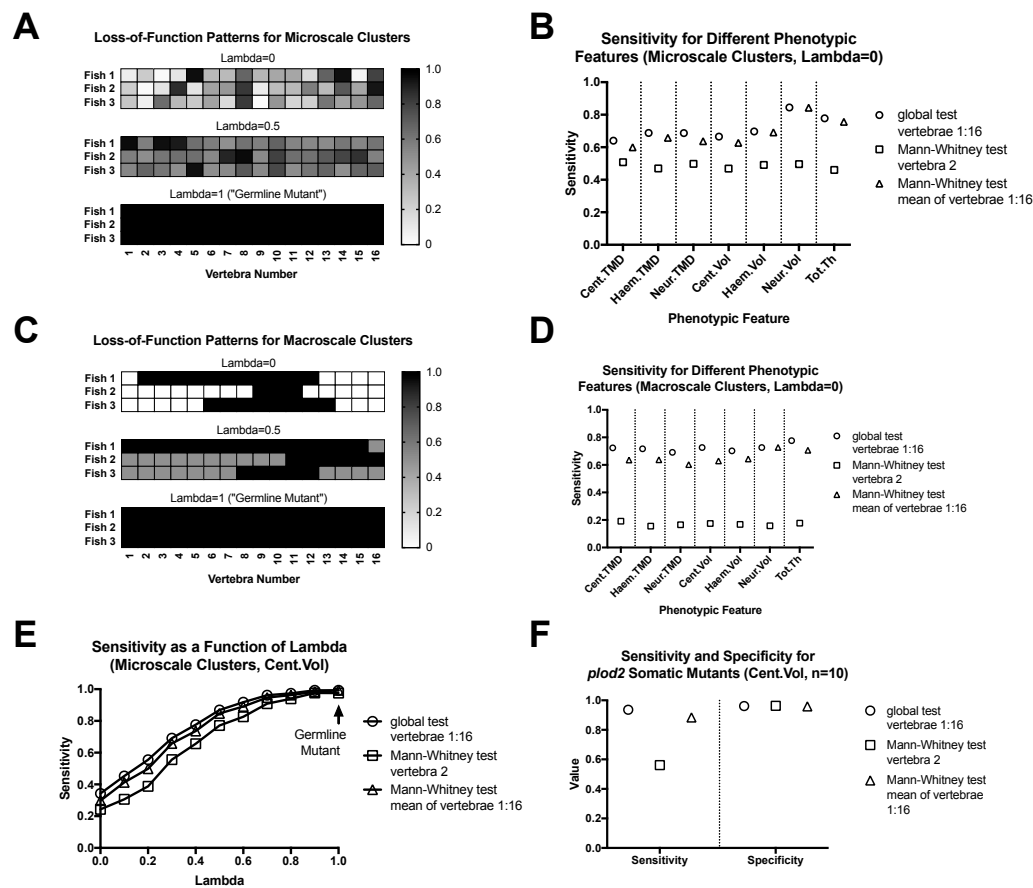 A
Loss-of-Function Patterns for Microscale Clusters
Lambda=0
Fish 1
Fish 2
Fish 3
Lambda=0.5
Fish 1
Fish 2
Fish 3
Lambda=1 ("Germline Mutant")
Fish 1
Fish 2
Fish 3
1 2 3 4 5 6 7 8 9 10 11 12 13 14 15 16
Vertebra Number
1.0
0.8
0.6
0.4
0.2
0
B
Sensitivity for Different Phenotypic
Features (Microscale Clusters, Lambda=0)
Sensitivity
1.0
0.8
0.6
0.4
0.2
0.0
Cent.TMD
Haem.TMD
Neur.TMD
Cent.Vol
Haem.Vol
Neur.Vol
Tot.Th
Phenotypic Feature
global test
vertebrae 1:16
Mann-Whitney test
vertebra 2
Mann-Whitney test
mean of vertebrae 1:16
C
Loss-of-Function Patterns for Macroscale Clusters
Lambda=0
Fish 1
Fish 2
Fish 3
Lambda=0.5
Fish 1
Fish 2
Fish 3
Lambda=1 ("Germline Mutant")
Fish 1
Fish 2
Fish 3
1 2 3 4 5 6 7 8 9 10 11 12 13 14 15 16
Vertebra Number
1.0
0.8
0.6
0.4
0.2
0
D
Sensitivity for Different Phenotypic
Features (Macroscale Clusters, Lambda=0)
Sensitivity
1.0
0.8
0.6
0.4
0.2
0.0
Cent.TMD
Haem.TMD
Neur.TMD
Cent.Vol
Haem.Vol
Neur.Vol
Tot.Th
Phenotypic Feature
global test
vertebrae 1:16
Mann-Whitney test
vertebra 2
Mann-Whitney test
mean of vertebrae 1:16
E
Sensitivity as a Function of Lambda
(Microscale Clusters, Cent.Vol)
Sensitivity
1.0
0.8
0.6
0.4
0.2
0.0
0.0 0.2 0.4 0.6 0.8 1.0
Lambda
Germline
Mutant
global test
vertebrae 1:16
Mann-Whitney test
vertebra 2
Mann-Whitney test
mean of vertebrae 1:16
F
Sensitivity and Specificity for
plod2 Somatic Mutants (Cent.Vol, n=10)
Value
1.0
0.8
0.6
0.4
0.2
0.0
Sensitivity
Specificity
global test
vertebrae 1:16
Mann-Whitney test
vertebra 2
Mann-Whitney test
mean of vertebrae
1:16